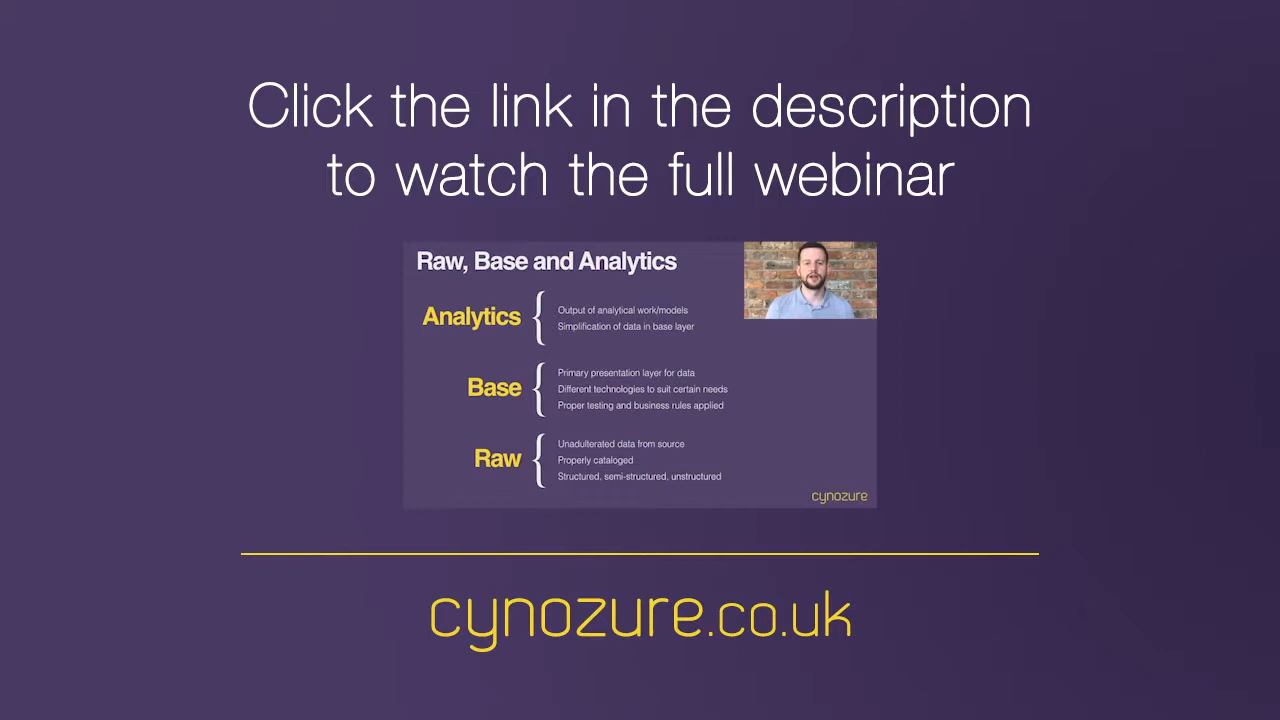 Click the link in the description
to watch the full webinar
Raw, Base and Analytics
Analytics
Output of analytical work/models
Simplification of data in base layer
Base
Primary presentation layer for data
Different technologies to suit certain needs
Proper testing and business rules applied
Raw
Unadulterated data from source
Properly cataloged
Structured, semi-structured, unstructured
cynozure
cynozure.co.uk